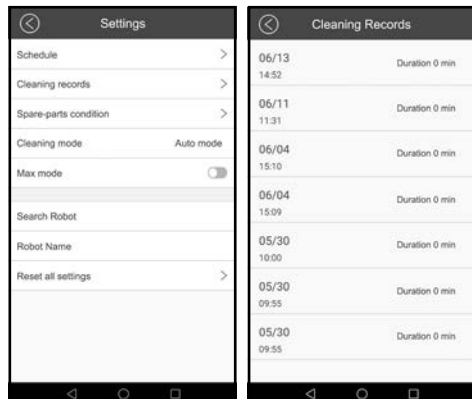 Settings
Schedule
Cleaning records
Spare-parts condition
Cleaning mode Auto mode
Max mode
Search Robot
Robot Name
Reset all settings
Cleaning Records
06/13
14:52
Duration 0 min
06/11
11:31
Duration 0 min
06/04
15:10
Duration 0 min
06/04
15:09
Duration 0 min
05/30
10:00
Duration 0 min
05/30
09:55
Duration 0 min
05/30
09:55
Duration 0 min